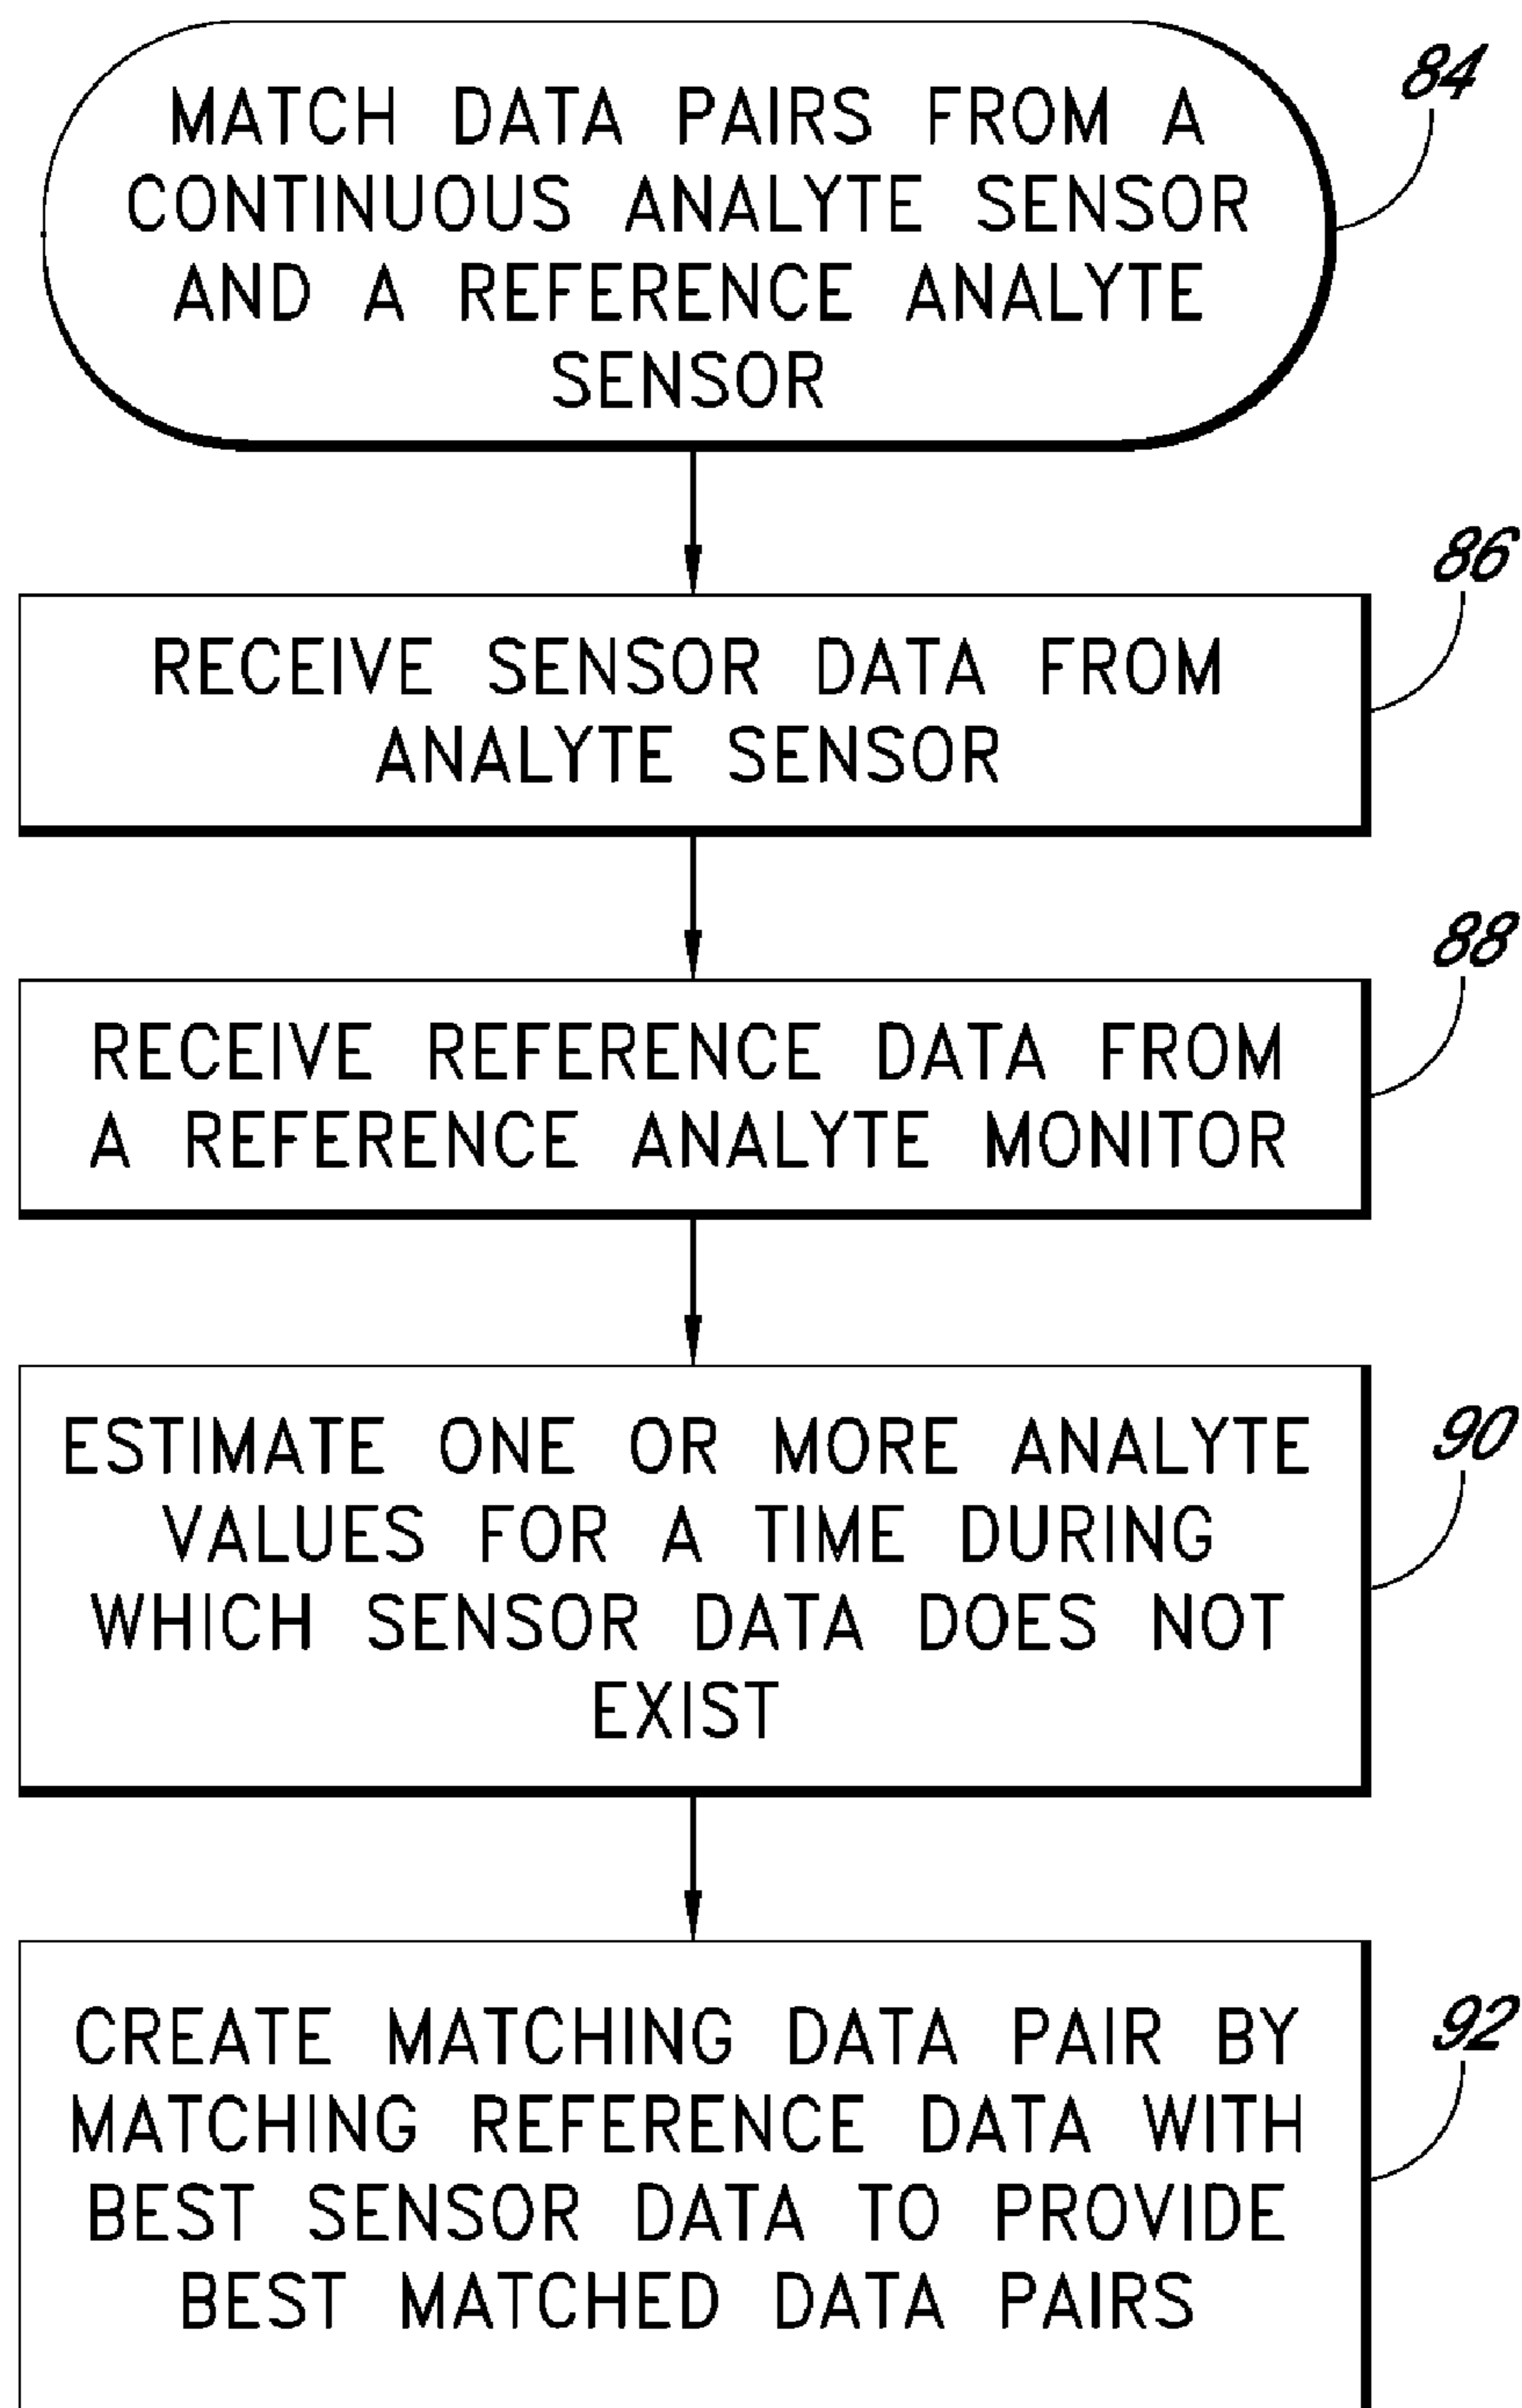 84
MATCH DATA PAIRS FROM A
CONTINUOUS ANALYTE SENSOR
AND A REFERENCE ANALYTE
SENSOR
86
RECEIVE SENSOR DATA FROM
ANALYTE SENSOR
88
RECEIVE REFERENCE DATA FROM
A REFERENCE ANALYTE MONITOR
90
ESTIMATE ONE OR MORE ANALYTE
VALUES FOR A TIME DURING
WHICH SENSOR DATA DOES NOT
EXIST
92
CREATE MATCHING DATA PAIR BY
MATCHING REFERENCE DATA WITH
BEST SENSOR DATA TO PROVIDE
BEST MATCHED DATA PAIRS